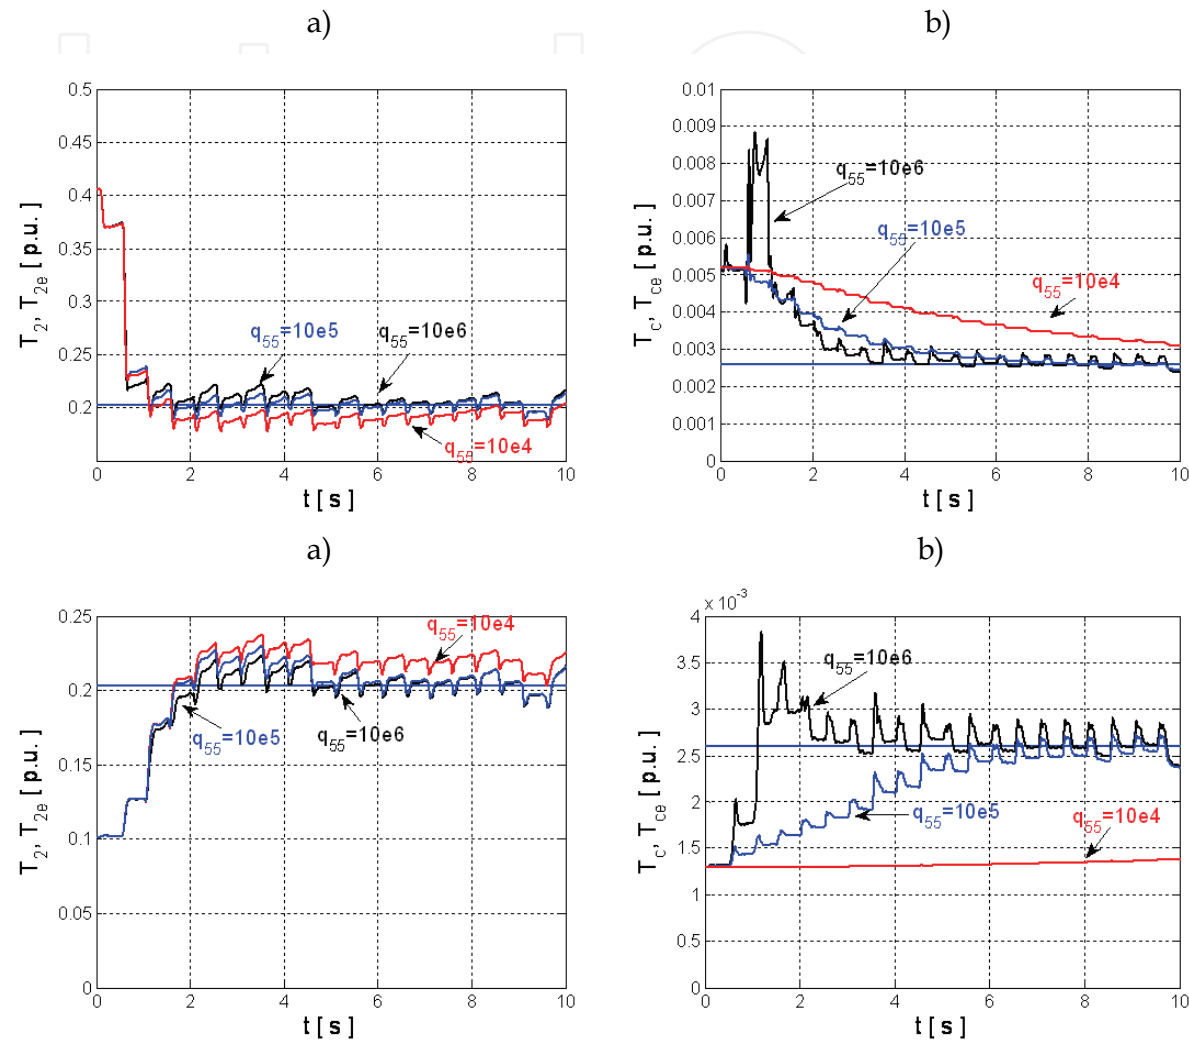 a)
b)
0.5
0.45
0.4
0.35
0.3
0.25
0.2
T2, T2e [ p.u. ]
q55=10e5
q55=10e6
q55=10e4
0 2 4 6 8 10
t [ s ]
0.01
0.009
0.008
0.007
0.006
0.005
0.004
0.003
0.002
0.001
0
Tc, Tce [ p.u. ]
q55=10e6
q55=10e5
q55=10e4
0 2 4 6 8 10
t [ s ]
a)
b)
0.25
0.2
0.15
0.1
0.05
0
T2, T2e [ p.u. ]
q55=10e4
q55=10e5
q55=10e6
0 2 4 6 8 10
t [ s ]
x 10-3
4
3.5
3
2.5
2
1.5
1
0.5
0
Tc, Tce [ p.u. ]
q55=10e6
q55=10e5
q55=10e4
0 2 4 6 8 10
t [ s ]